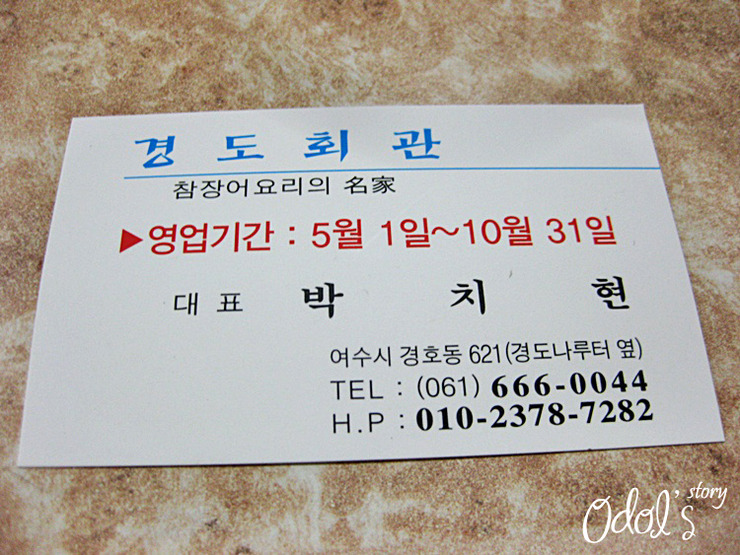 경 도 회 관
참장어요리의 名家
▶영업기간 : 5월 1일~10월 31일
대 표 박 치 현
여수시 경호동 621(경도나루터 옆)
TEL : (061) 666-0044
H.P : 010-2378-7282
Odol's story